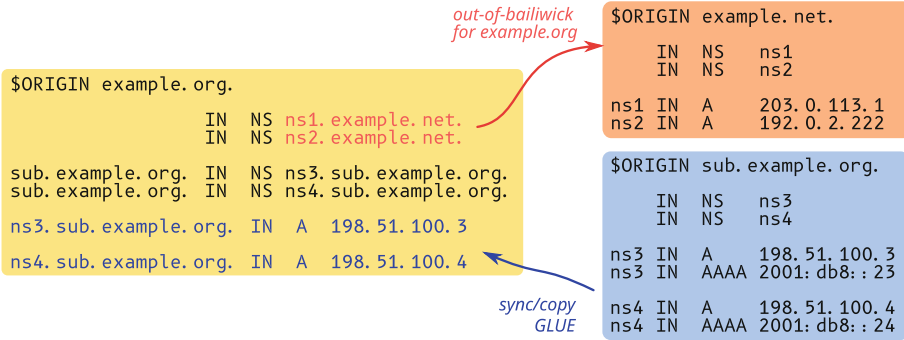 $ORIGIN example.org.
IN NS ns1.example.net.
IN NS ns2.example.net.
sub.example.org. IN NS ns3.sub.example.org.
sub.example.org. IN NS ns4.sub.example.org.
ns3.sub.example.org. IN A 198.51.100.3
ns4.sub.example.org. IN A 198.51.100.4
out-of-bailiwick
for example.org
$ORIGIN example.net.
IN NS ns1
IN NS ns2
ns1 IN A 203.0.113.1
ns2 IN A 192.0.2.222
$ORIGIN sub.example.org.
IN NS ns3
IN NS ns4
ns3 IN A 198.51.100.3
ns3 IN AAAA 2001:db8::23
ns4 IN A 198.51.100.4
ns4 IN AAAA 2001:db8::24
sync/copy
GLUE